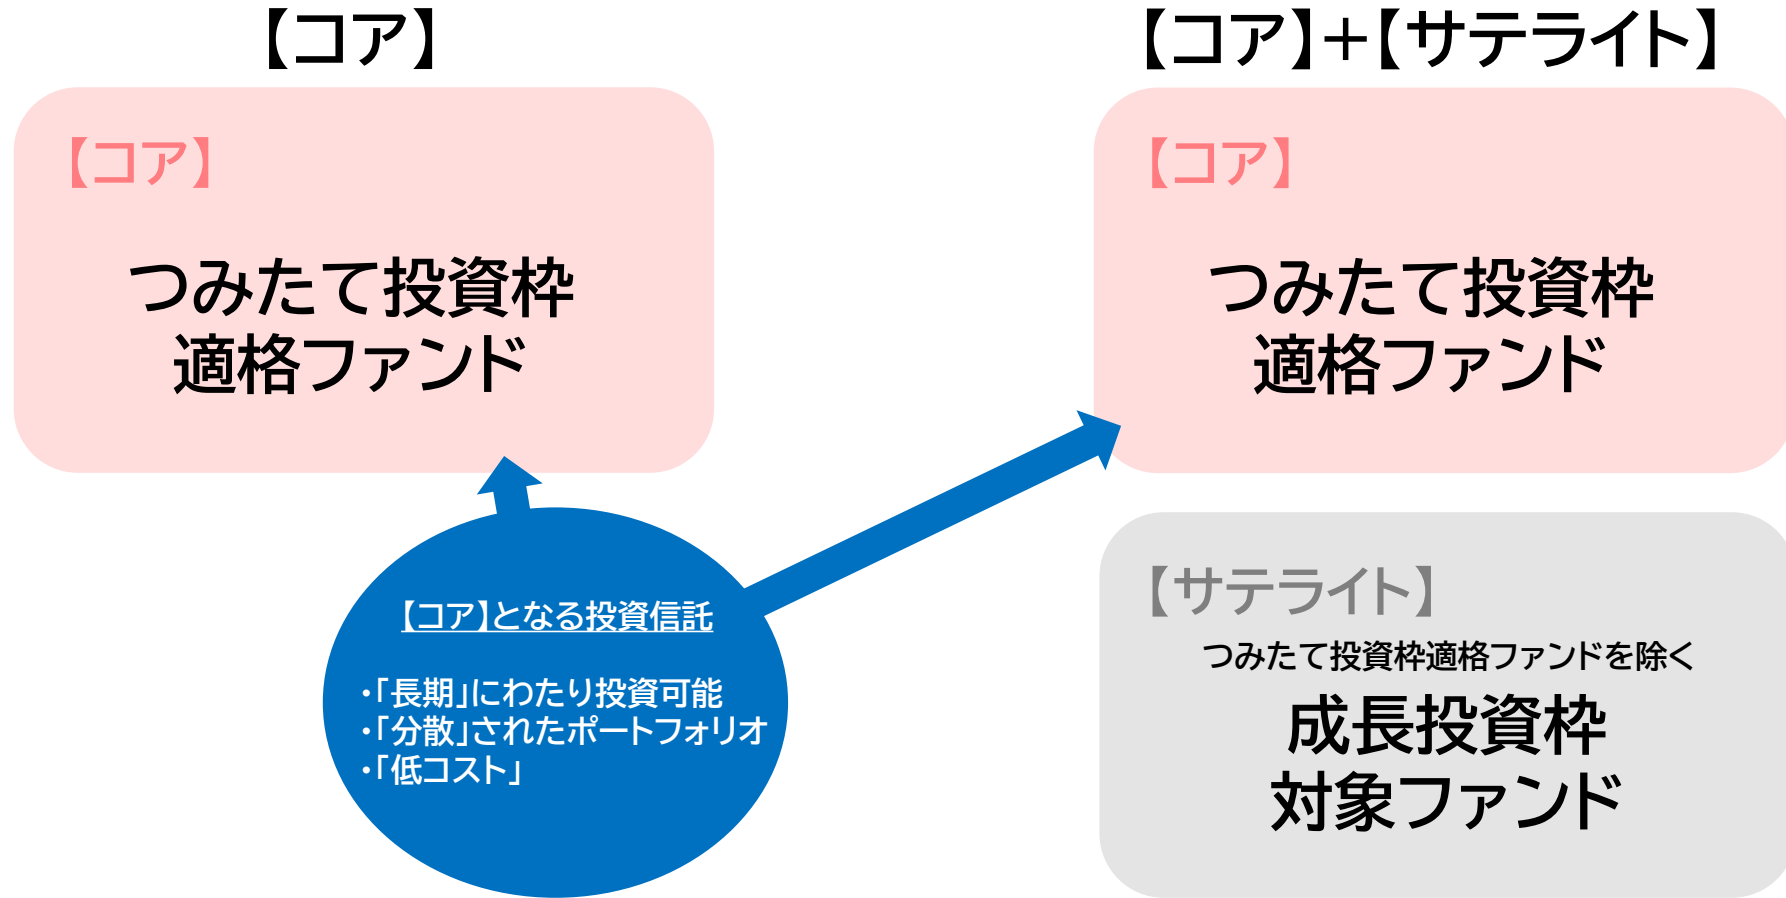 【コア】
【コア】
つみたて投資枠
適格ファンド
【コア】となる投資信託
・「長期」にわたり投資可能
・「分散」されたポートフォリオ
・「低コスト」
【コア】+【サテライト】
【コア】
つみたて投資枠
適格ファンド
【サテライト】
つみたて投資枠適格ファンドを除く
成長投資枠
対象ファンド